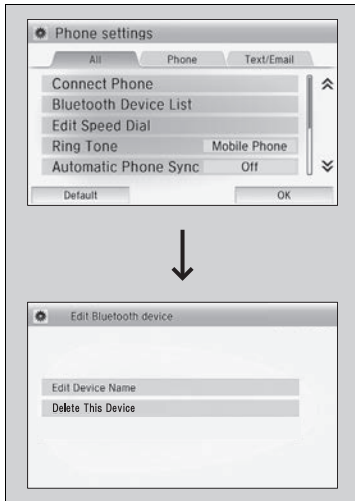 Phone settings
All Phone Text/Email
Connect Phone
Bluetooth Device List
Edit Speed Dial
Ring Tone Mobile Phone
Automatic Phone Sync Off
Default OK
Edit Bluetooth device
Edit Device Name
Delete This Device